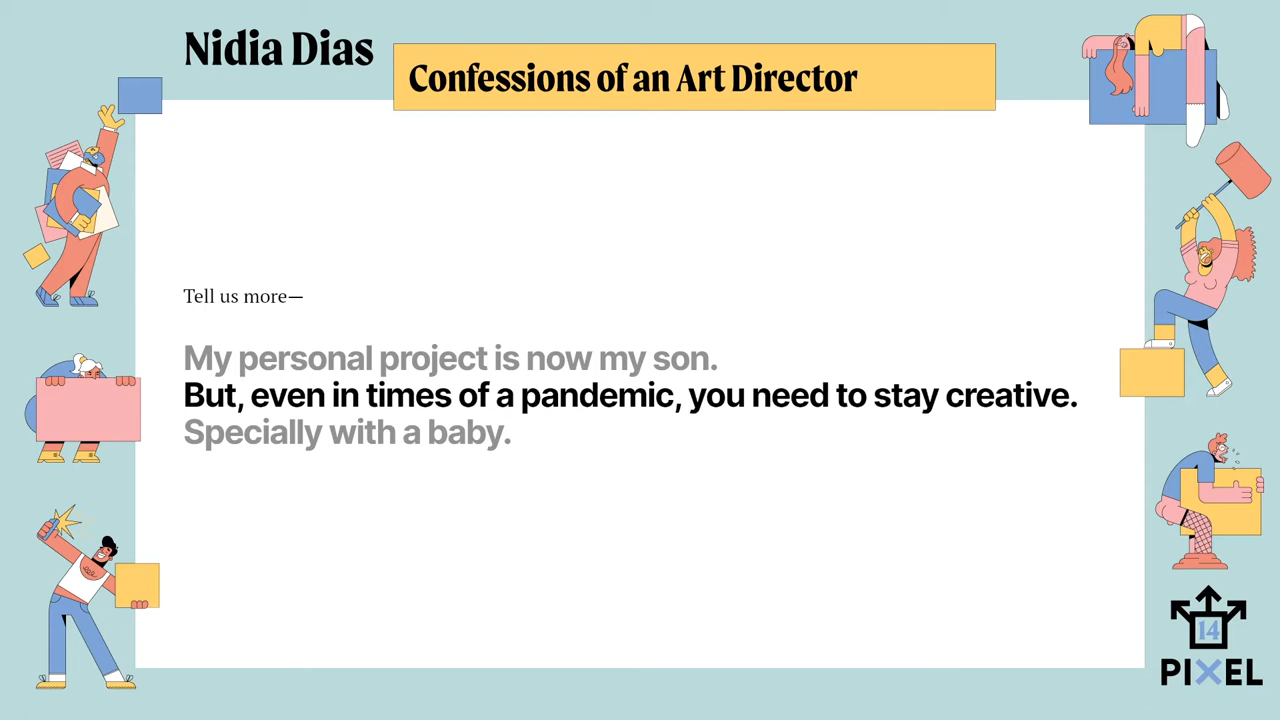 Nidia Dias
Confessions of an Art Director
Tell us more—
My personal project is now my son.
But, even in times of a pandemic, you need to stay creative.
Specially with a baby.
14
PIXEL